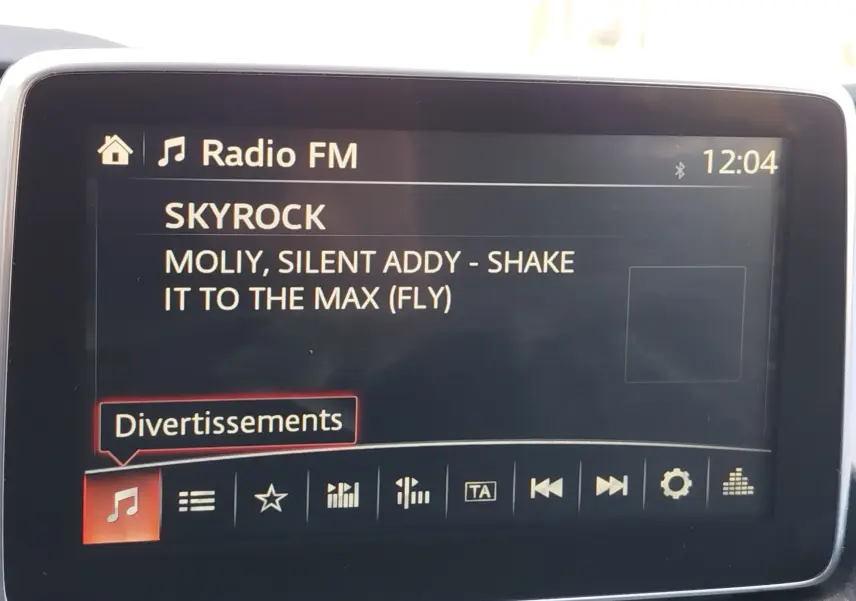 Radio FM
12:04
SKYROCK
MOLIY, SILENT ADDY - SHAKE
IT TO THE MAX (FLY)
Divertissements
TA